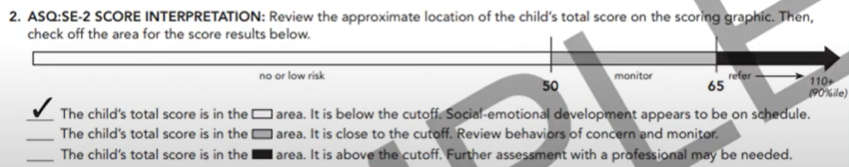 2. ASQ:SE-2 SCORE INTERPRETATION: Review the approximate location of the child's total score on the scoring graphic. Then,
check off the area for the score results below.
no or low risk
50
monitor
65
refer
110+
(90%ile)
✓ The child's total score is in the area. It is below the cutoff. Social-emotional development appears to be on schedule.
The child's total score is in the area. It is close to the cutoff. Review behaviors of concern and monitor.
The child's total score is in the area. It is above the cutoff. Further assessment with a professional may be needed.